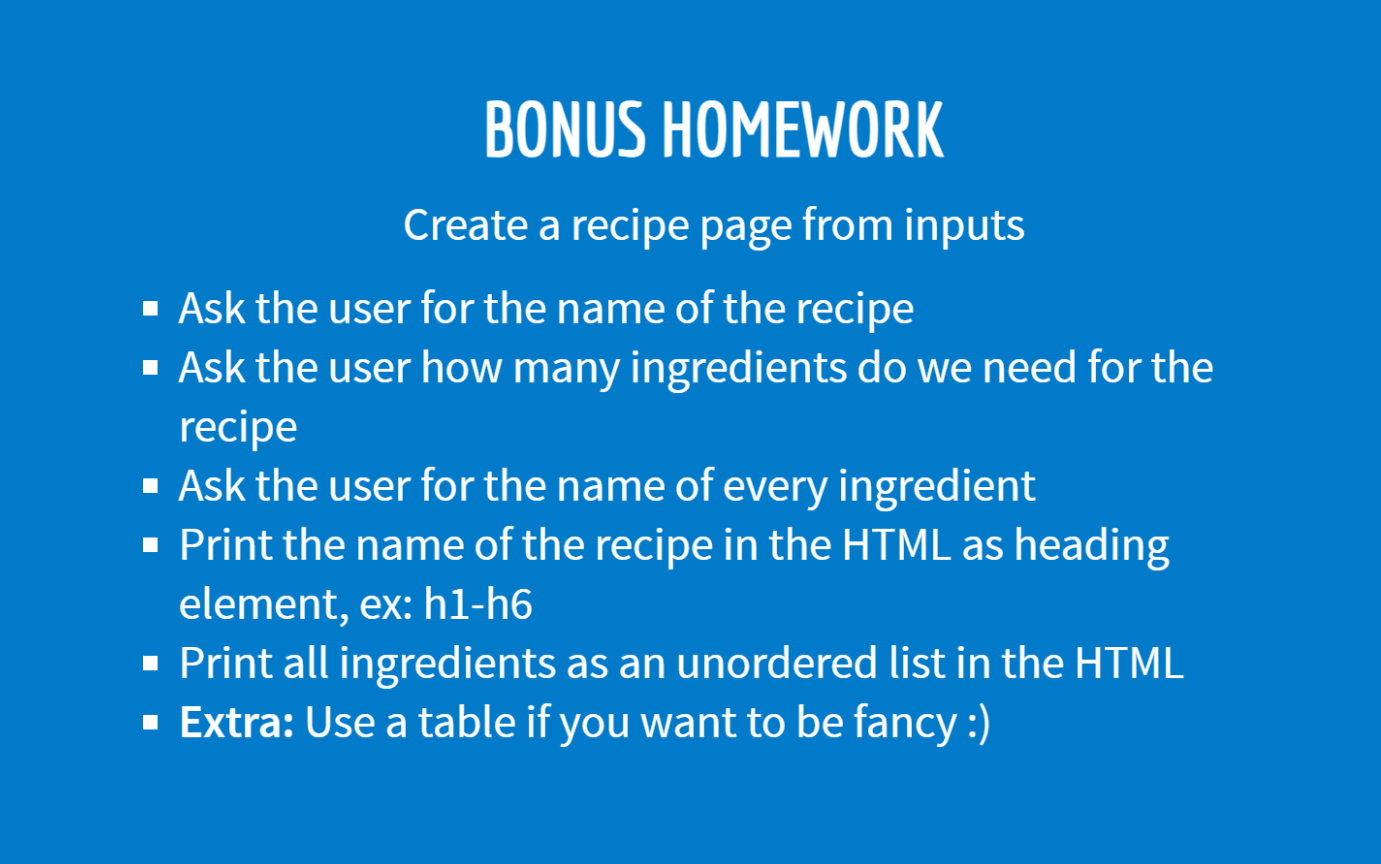 BONUS HOMEWORK
Create a recipe page from inputs
Ask the user for the name of the recipe
Ask the user how many ingredients do we need for the
recipe
Ask the user for the name of every ingredient
Print the name of the recipe in the HTML as heading
element, ex: h1-h6
Print all ingredients as an unordered list in the HTML
Extra: Use a table if you want to be fancy :)